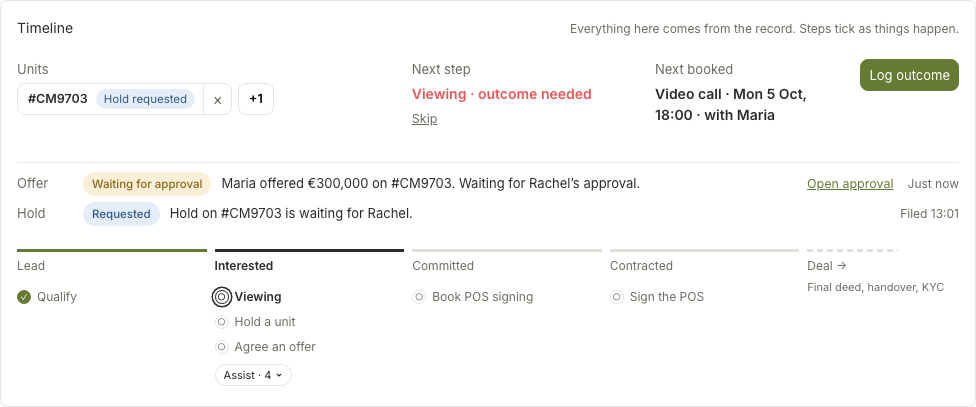 Timeline
Everything here comes from the record. Steps tick as things happen.
Units
#CM9703 Hold requested ×
+1
Next step
Viewing · outcome needed
Skip
Next booked
Video call · Mon 5 Oct,
18:00 · with Maria
Log outcome
Offer Waiting for approval Maria offered €300,000 on #CM9703. Waiting for Rachel’s approval. Open approval Just now
Hold Requested Hold on #CM9703 is waiting for Rachel. Filed 13:01
Lead
Qualify
Interested
Viewing
Hold a unit
Agree an offer
Assist · 4
Committed
Book POS signing
Contracted
Sign the POS
Deal →
Final deed, handover, KYC